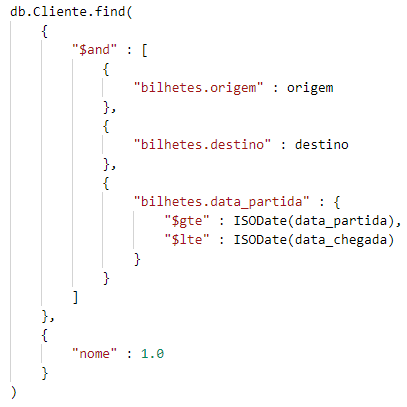 db.Cliente.find(
    {
        "$and" : [
            {
                "bilhetes.origem" : origem
            },
            {
                "bilhetes.destino" : destino
            },
            {
                "bilhetes.data_partida" : {
                    "$gte" : ISODate(data_partida),
                    "$lte" : ISODate(data_chegada)
                }
            }
        ]
    },
    {
        "nome" : 1.0
    }
)